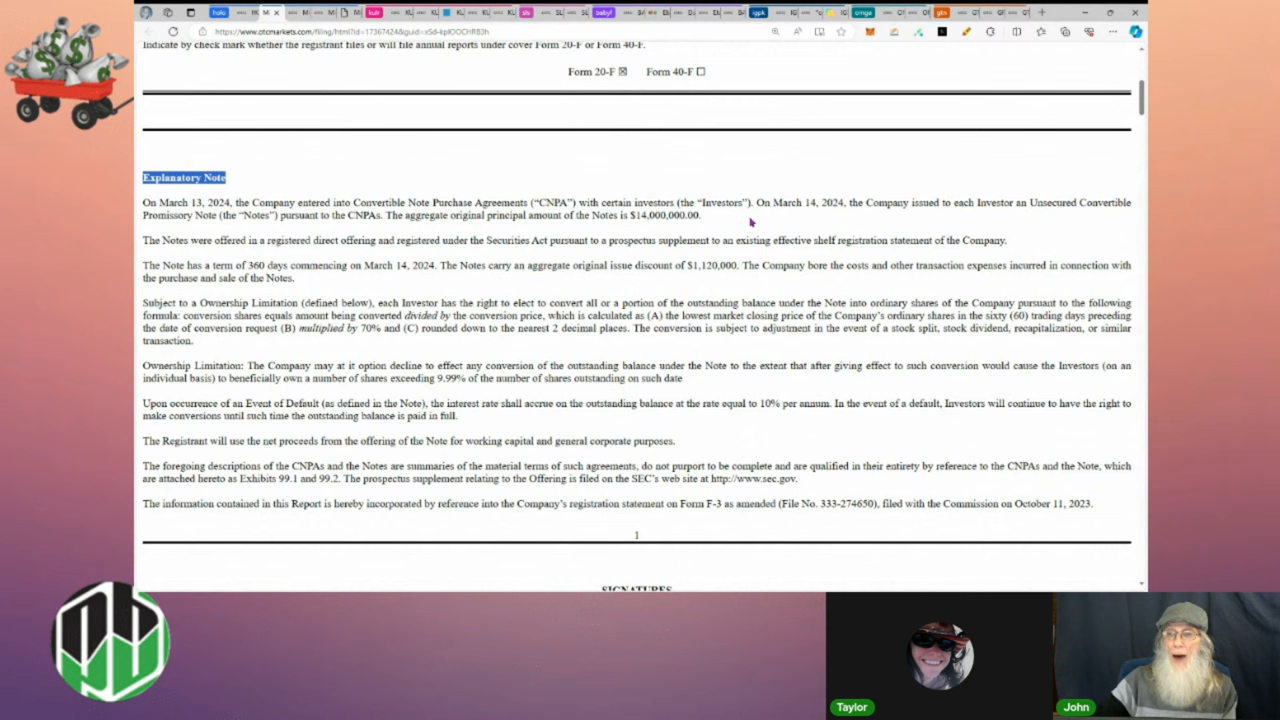 https://www.otcmarkets.com/filing/html?id=17367424&guid=
Indicate by check mark whether the registrant files or will file annual reports under cover Form 20-F or Form 40-F.
Form 20-F ☒ Form 40-F ☐
Explanatory Note
On March 13, 2024, the Company entered into Convertible Note Purchase Agreements (“CNPA”) with certain investors (the “Investors”). On March 14, 2024, the Company issued to each Investor an Unsecured Convertible
Promissory Note (the “Notes”) pursuant to the CNPAs. The aggregate original principal amount of the Notes is $14,000,000.00.
The Notes were offered in a registered direct offering and registered under the Securities Act pursuant to a prospectus supplement to an existing effective shelf registration statement of the Company.
The Note has a term of 360 days commencing on March 14, 2024. The Notes carry an aggregate original issue discount of $1,120,000. The Company bore the costs and other transaction expenses incurred in connection with
the purchase and sale of the Notes.
Subject to a Ownership Limitation (defined below), each Investor has the right to elect to convert all or a portion of the outstanding balance under the Note into ordinary shares of the Company pursuant to the following
formula: conversion shares equals amount being converted divided by the conversion price, which is calculated as (A) the lowest market closing price of the Company’s ordinary shares in the sixty (60) trading days preceding
the date of conversion request (B) multiplied by 70% and (C) rounded down to the nearest 2 decimal places. The conversion is subject to adjustment in the event of a stock split, stock dividend, recapitalization, or similar
transaction.
Ownership Limitation: The Company may at it option decline to effect any conversion of the outstanding balance under the Note to the extent that after giving effect to such conversion would cause the Investors (on an
individual basis) to beneficially own a number of shares exceeding 9.99% of the number of shares outstanding on such date
Upon occurrence of an Event of Default (as defined in the Note), the interest rate shall accrue on the outstanding balance at the rate equal to 10% per annum. In the event of a default, Investors will continue to have the right to
make conversions until such time the outstanding balance is paid in full.
The Registrant will use the net proceeds from the offering of the Note for working capital and general corporate purposes.
The foregoing descriptions of the CNPAs and the Notes are summaries of the material terms of such agreements, do not purport to be complete and are qualified in their entirety by reference to the CNPAs and the Note, which
are attached hereto as Exhibits 99.1 and 99.2. The prospectus supplement relating to the Offering is filed on the SEC’s web site at http://www.sec.gov.
The information contained in this Report is hereby incorporated by reference into the Company’s registration statement on Form F-3 as amended (File No. 333-274650), filed with the Commission on October 11, 2023.
1
SIGNATURES
Taylor
John